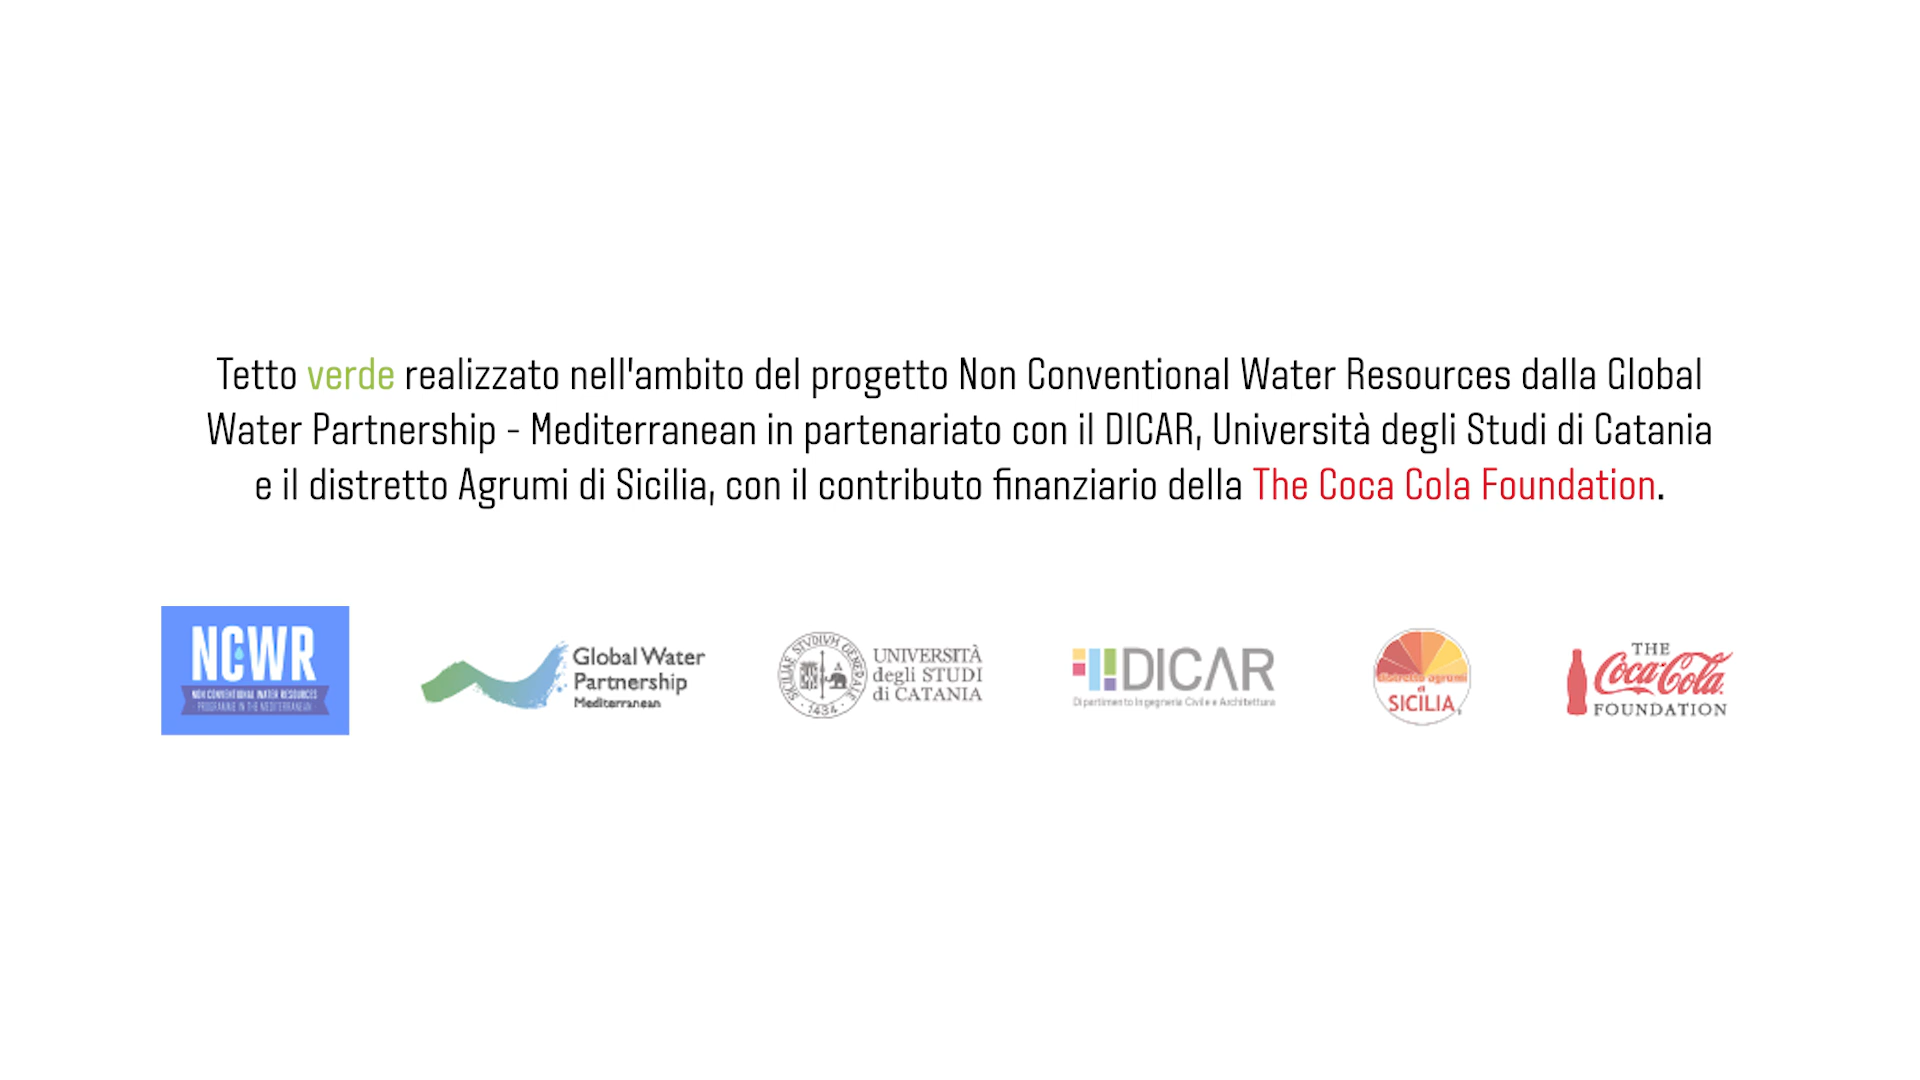 Tetto verde realizzato nell'ambito del progetto Non Conventional Water Resources dalla Global
Water Partnership - Mediterranean in partenariato con il DICAR, Università degli Studi di Catania
e il distretto Agrumi di Sicilia, con il contributo finanziario della The Coca Cola Foundation.
NCWR
NON CONVENTIONAL WATER RESOURCES
PROGRAMME IN THE MEDITERRANEAN
Global Water
Partnership
Mediterranean
SICILIAE STVDIVM GENERALE
1434
UNIVERSITÀ
degli STUDI
di CATANIA
DICAR
Dipartimento Ingegneria Civile e Architettura
distretto agrumi
di
SICILIA
THE
Coca-Cola
FOUNDATION